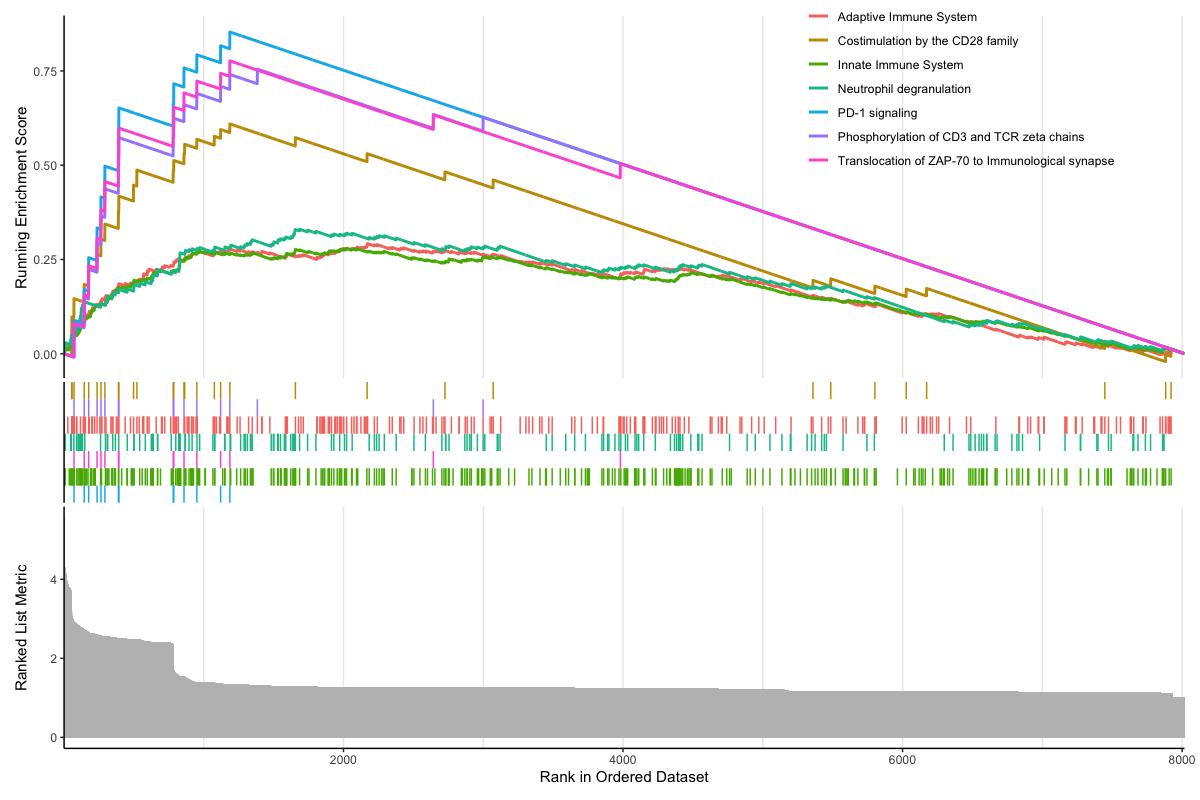 Adaptive Immune System
Costimulation by the CD28 family
Innate Immune System
Neutrophil degranulation
PD-1 signaling
Phosphorylation of CD3 and TCR zeta chains
Translocation of ZAP-70 to Immunological synapse
Running Enrichment Score
0.75
0.50
0.25
0.00
Ranked List Metric
4
2
0
2000 4000 6000 8000
Rank in Ordered Dataset